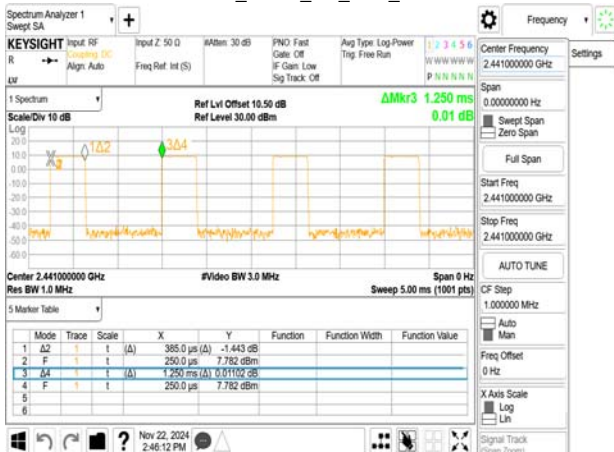 Spectrum Analyzer 1
Swept SA
+
Frequency
KEYSIGHT
R
Input: RF
Coupling: DC
Align: Auto
Input Z: 50 Ω
Freq Ref: Int (S)
#Atten: 30 dB
PNO: Fast
Gate: Off
IF Gain: Low
Sig Track: Off
Avg Type: Log-Power
Trig: Free Run
1 2 3 4 5 6
W W W W W W
P N N N N N
Center Frequency
2.441000000 GHz
Settings
1 Spectrum
Scale/Div 10 dB
Ref Lvl Offset 10.50 dB
Ref Level 30.00 dBm
ΔMkr3 1.250 ms
0.01 dB
Log
20.0
10.0
0.00
-10.0
-20.0
-30.0
-40.0
-50.0
-60.0
1Δ2
3Δ4
Center 2.441000000 GHz
Res BW 1.0 MHz
#Video BW 3.0 MHz
Span 0 Hz
Sweep 5.00 ms (1001 pts)
Span
0.00000000 Hz
Swept Span
Zero Span
Full Span
Start Freq
2.441000000 GHz
Stop Freq
2.441000000 GHz
AUTO TUNE
CF Step
1.000000 MHz
Auto
Man
Freq Offset
0 Hz
X Axis Scale
Log
Lin
Signal Track
(Span Zoom)
5 Marker Table
Mode Trace Scale X Y Function Function Width Function Value
1 Δ2 1 t (Δ) 385.0 µs (Δ) -1.443 dB
2 F 1 t 250.0 µs 7.782 dBm
3 Δ4 1 t (Δ) 1.250 ms (Δ) 0.01102 dB
4 F 1 t 250.0 µs 7.782 dBm
5
6
?
Nov 22, 2024
2:46:12 PM